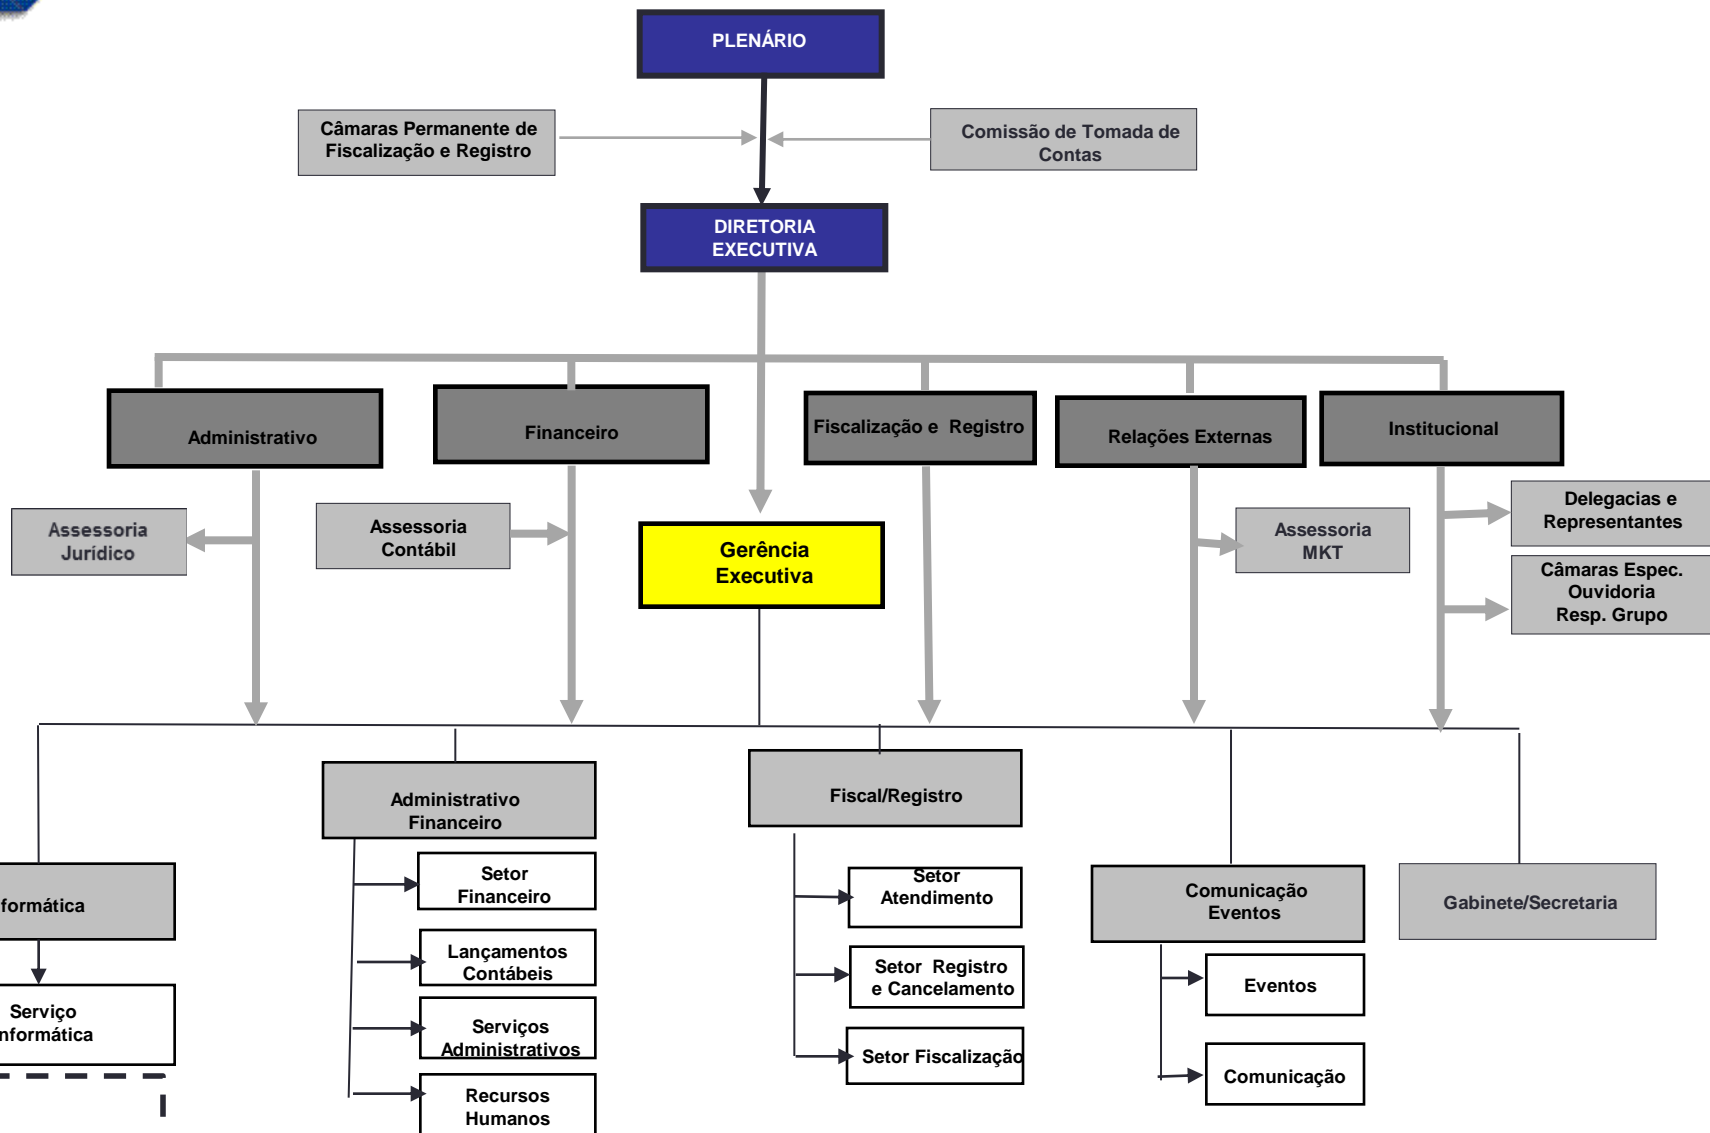 PLENÁRIO
Câmaras Permanente de
Fiscalização e Registro
Comissão de Tomada de
Contas
DIRETORIA
EXECUTIVA
Administrativo
Financeiro
Fiscalização e Registro
Relações Externas
Institucional
Assessoria
Jurídico
Assessoria
Contábil
Gerência
Executiva
Assessoria
MKT
Delegacias e
Representantes
Câmaras Espec.
Ouvidoria
Resp. Grupo
Administrativo
Financeiro
Fiscal/Registro
formática
Comunicação
Eventos
Gabinete/Secretaria
Serviço
nformática
Setor
Financeiro
Lançamentos
Contábeis
Serviços
Administrativos
Recursos
Humanos
Setor
Atendimento
Setor Registro
e Cancelamento
Setor Fiscalização
Eventos
Comunicação